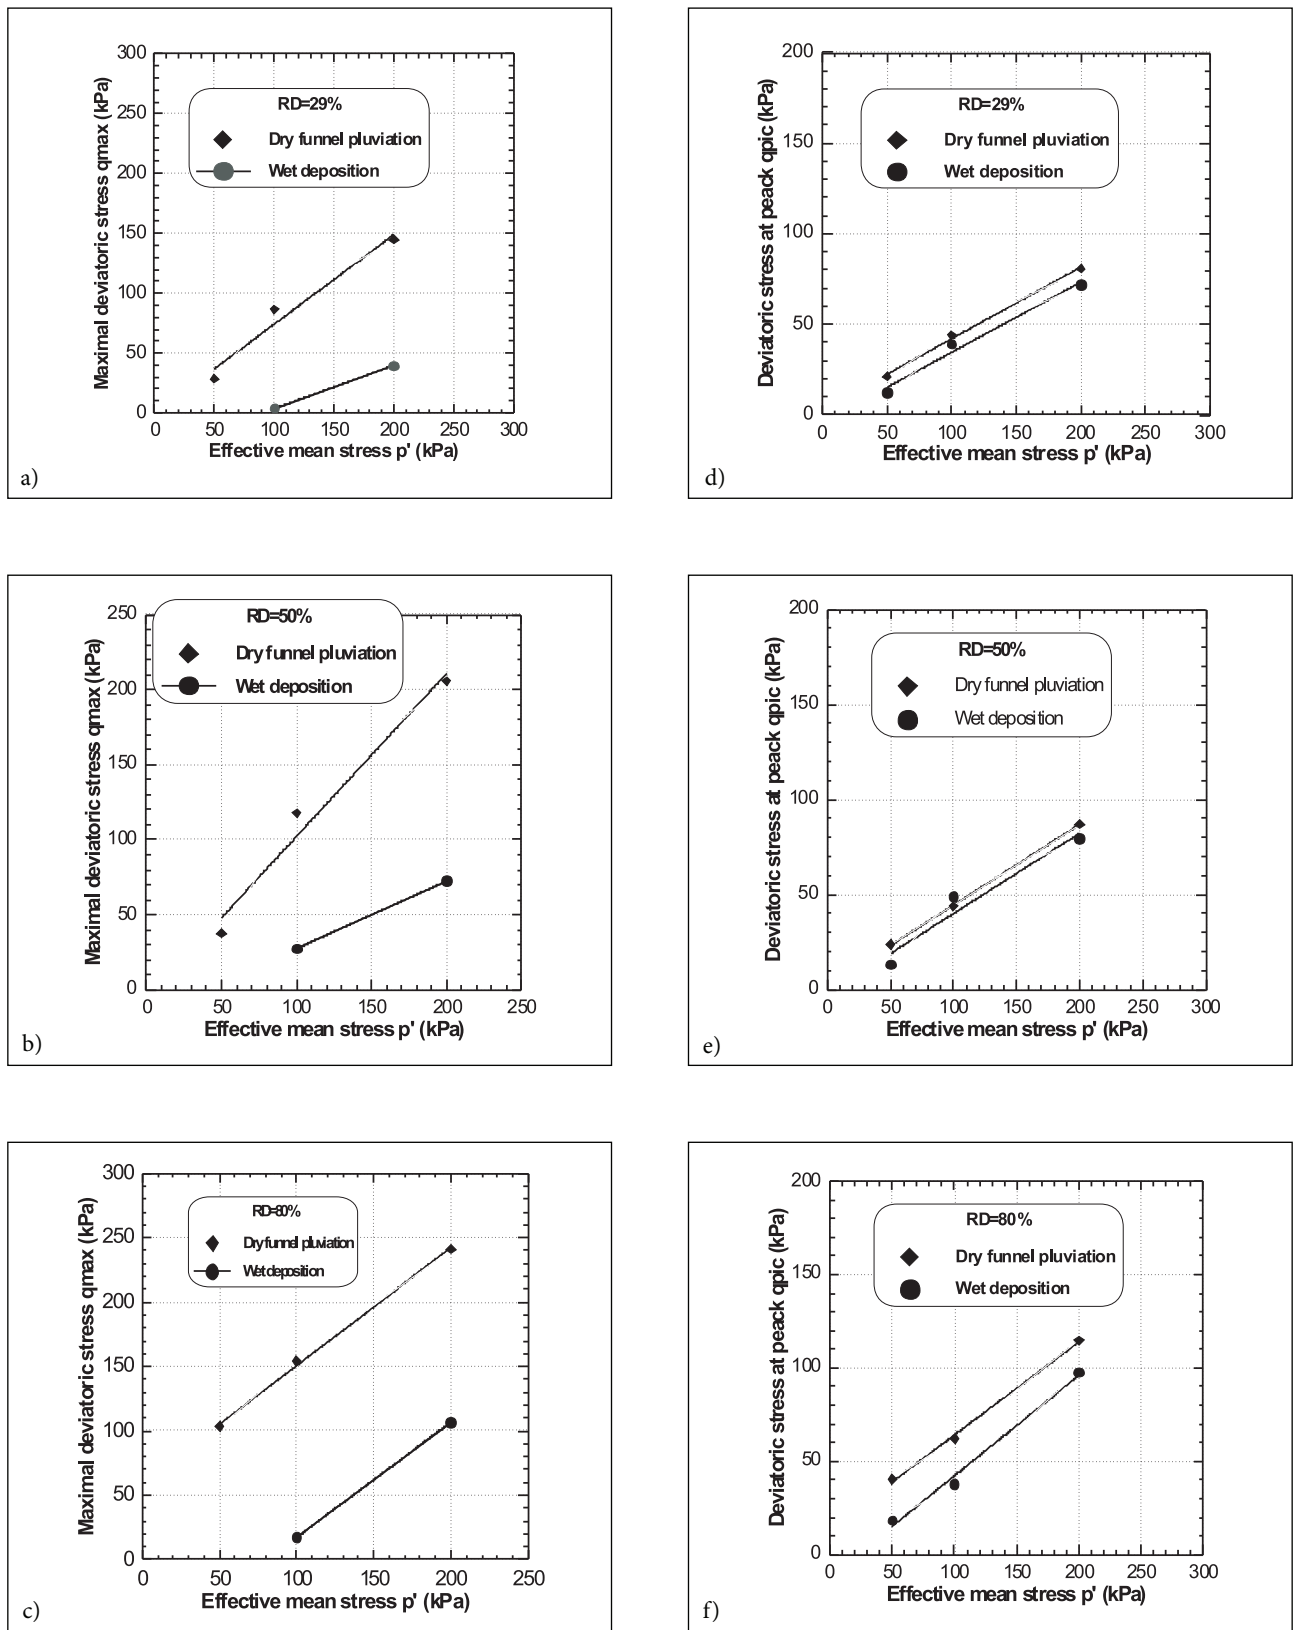 300
250
200
150
100
50
0
Maximal deviatoric stress qmax (kPa)
RD=29%
Dry funnel pluviation
Wet deposition
0 50 100 150 200 250 300
Effective mean stress p' (kPa)
a)
200
150
100
50
0
Deviatoric stress at peack qpic (kPa)
RD=29%
Dry funnel pluviation
Wet deposition
0 50 100 150 200 250 300
Effective mean stress p' (kPa)
d)
250
200
150
100
50
0
Maximal deviatoric stress qmax (kPa)
RD=50%
Dry funnel pluviation
Wet deposition
0 50 100 150 200 250
Effective mean stress p' (kPa)
b)
200
150
100
50
0
Deviatoric stress at peack qpic (kPa)
RD=50%
Dry funnel pluviation
Wet deposition
0 50 100 150 200 250 300
Effective mean stress p' (kPa)
e)
300
250
200
150
100
50
0
Maximal deviatoric stress qmax (kPa)
RD=80%
Dry funnel pluviation
Wet deposition
0 50 100 150 200 250
Effective mean stress p' (kPa)
c)
200
150
100
50
0
Deviatoric stress at peack qpic (kPa)
RD=80%
Dry funnel pluviation
Wet deposition
0 50 100 150 200 250 300
Effective mean stress p' (kPa)
f)